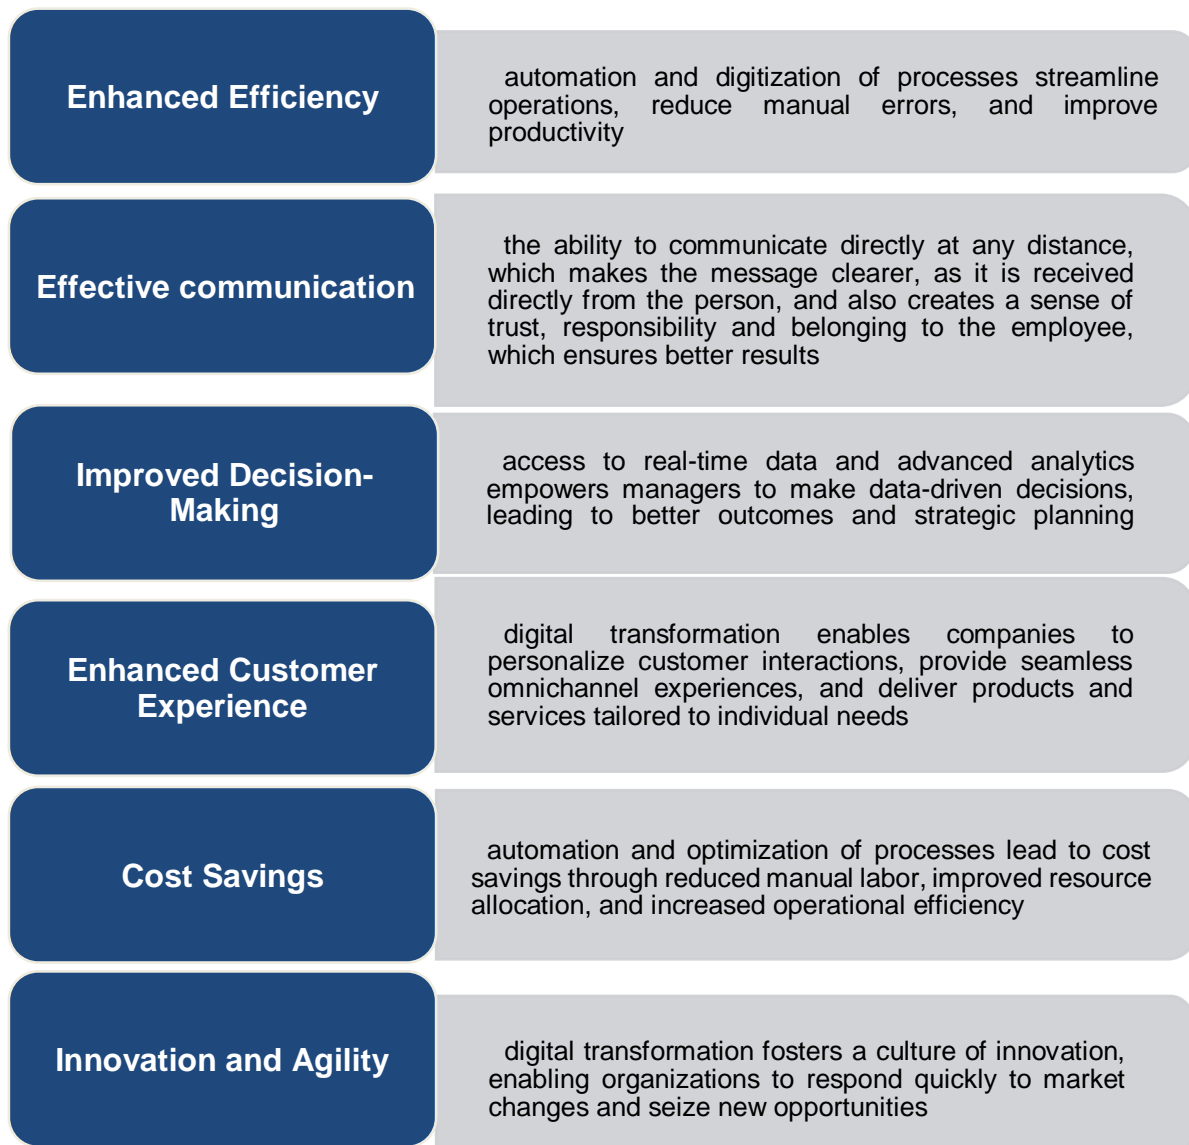 Enhanced Efficiency
automation and digitization of processes streamline
operations, reduce manual errors, and improve
productivity
Effective communication
the ability to communicate directly at any distance,
which makes the message clearer, as it is received
directly from the person, and also creates a sense of
trust, responsibility and belonging to the employee,
which ensures better results
Improved Decision-
Making
access to real-time data and advanced analytics
empowers managers to make data-driven decisions,
leading to better outcomes and strategic planning
Enhanced Customer
Experience
digital transformation enables companies to
personalize customer interactions, provide seamless
omnichannel experiences, and deliver products and
services tailored to individual needs
Cost Savings
automation and optimization of processes lead to cost
savings through reduced manual labor, improved resource
allocation, and increased operational efficiency
Innovation and Agility
digital transformation fosters a culture of innovation,
enabling organizations to respond quickly to market
changes and seize new opportunities